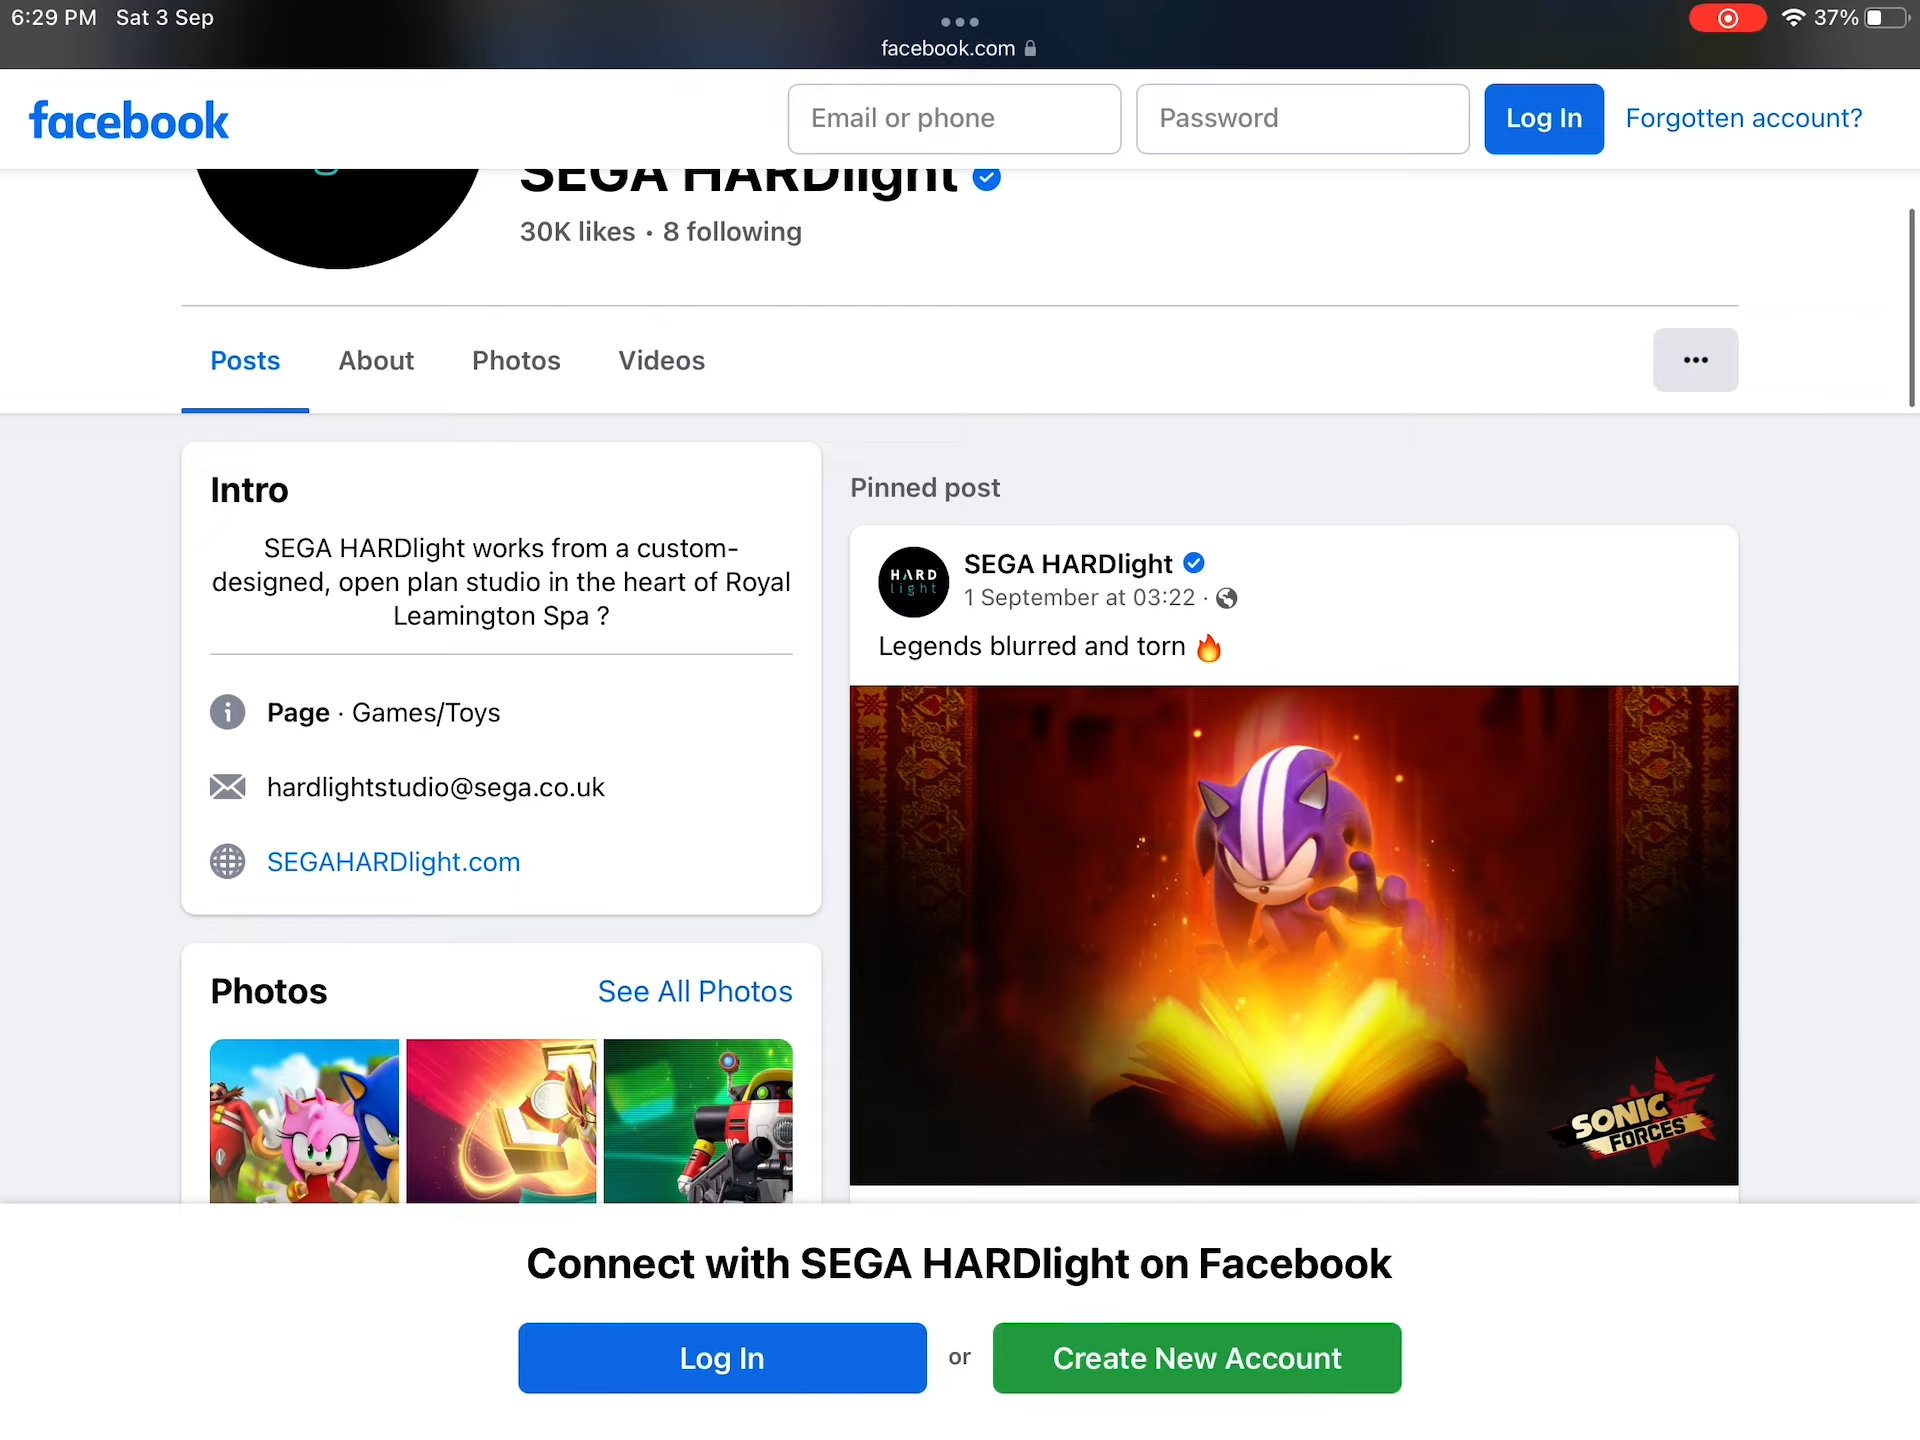 6:29 PM Sat 3 Sep
37%
facebook.com
facebook
Email or phone
Password
Log In
Forgotten account?
SEGA HARDlight
30K likes · 8 following
Posts
About
Photos
Videos
Intro
SEGA HARDlight works from a custom-
designed, open plan studio in the heart of Royal
Leamington Spa ?
Page · Games/Toys
hardlightstudio@sega.co.uk
SEGAHARDlight.com
Photos
See All Photos
Pinned post
HARD
light
SEGA HARDlight
1 September at 03:22 ·
Legends blurred and torn 🔥
SONIC
FORCES
Connect with SEGA HARDlight on Facebook
Log In
or
Create New Account